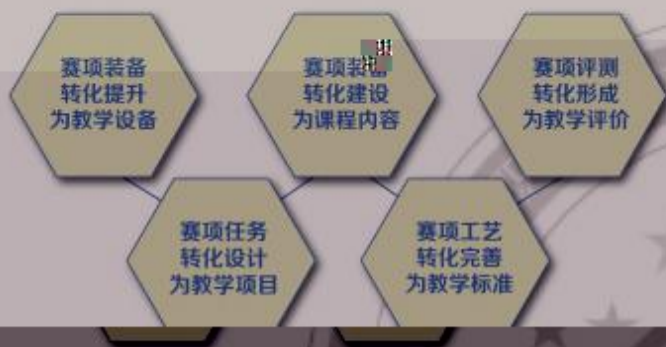 赛项装备
转化提升
为教学设备
赛项装
转化建设
为课程内容
赛项评测
转化形成
为教学评价
赛项任务
转化设计
为教学项目
赛项工艺
转化完善
为教学标准